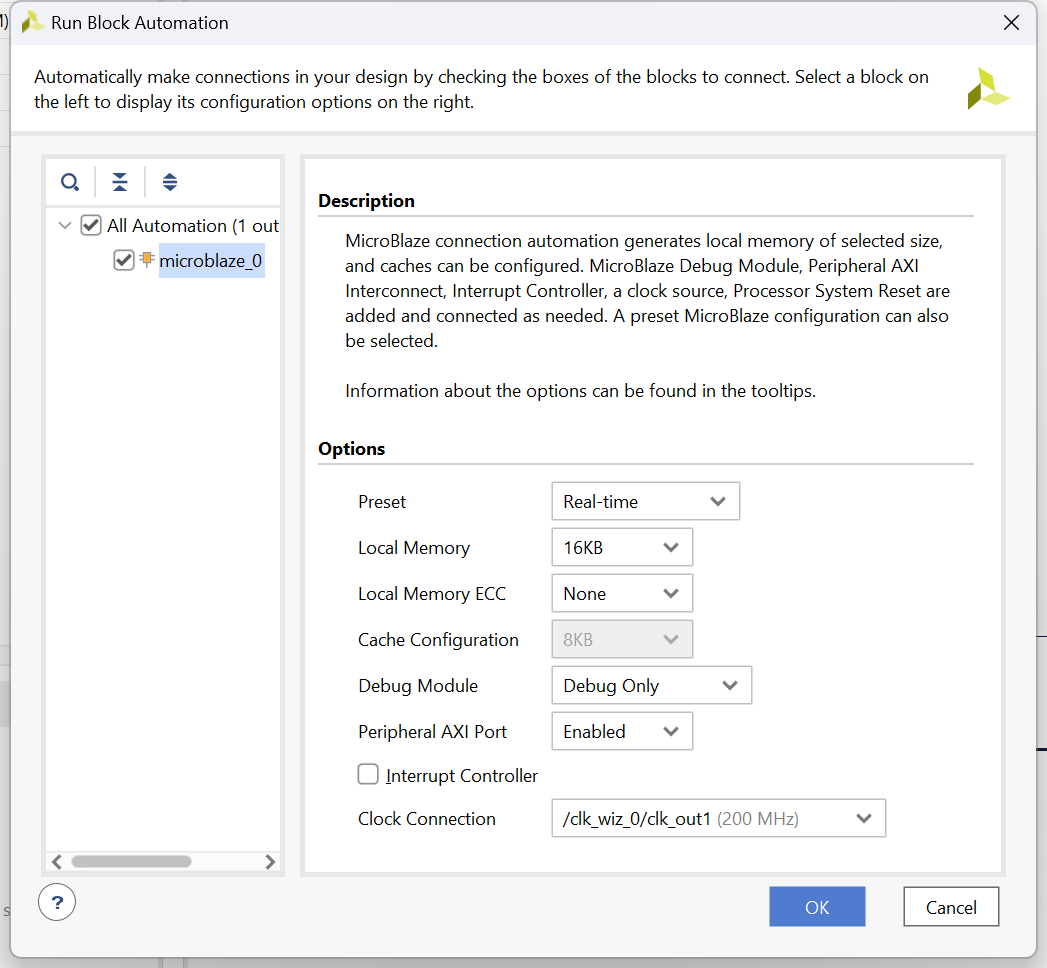 Run Block Automation
Automatically make connections in your design by checking the boxes of the blocks to connect. Select a block on
the left to display its configuration options on the right.
All Automation (1 out
microblaze_0
Description
MicroBlaze connection automation generates local memory of selected size,
and caches can be configured. MicroBlaze Debug Module, Peripheral AXI
Interconnect, Interrupt Controller, a clock source, Processor System Reset are
added and connected as needed. A preset MicroBlaze configuration can also
be selected.
Information about the options can be found in the tooltips.
Options
Preset Real-time
Local Memory 16KB
Local Memory ECC None
Cache Configuration 8KB
Debug Module Debug Only
Peripheral AXI Port Enabled
Interrupt Controller
Clock Connection /clk_wiz_0/clk_out1 (200 MHz)
?
OK
Cancel